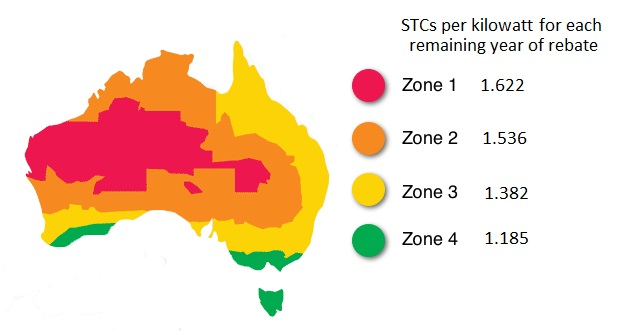 STCs per kilowatt for each
remaining year of rebate
Zone 1 1.622
Zone 2 1.536
Zone 3 1.382
Zone 4 1.185